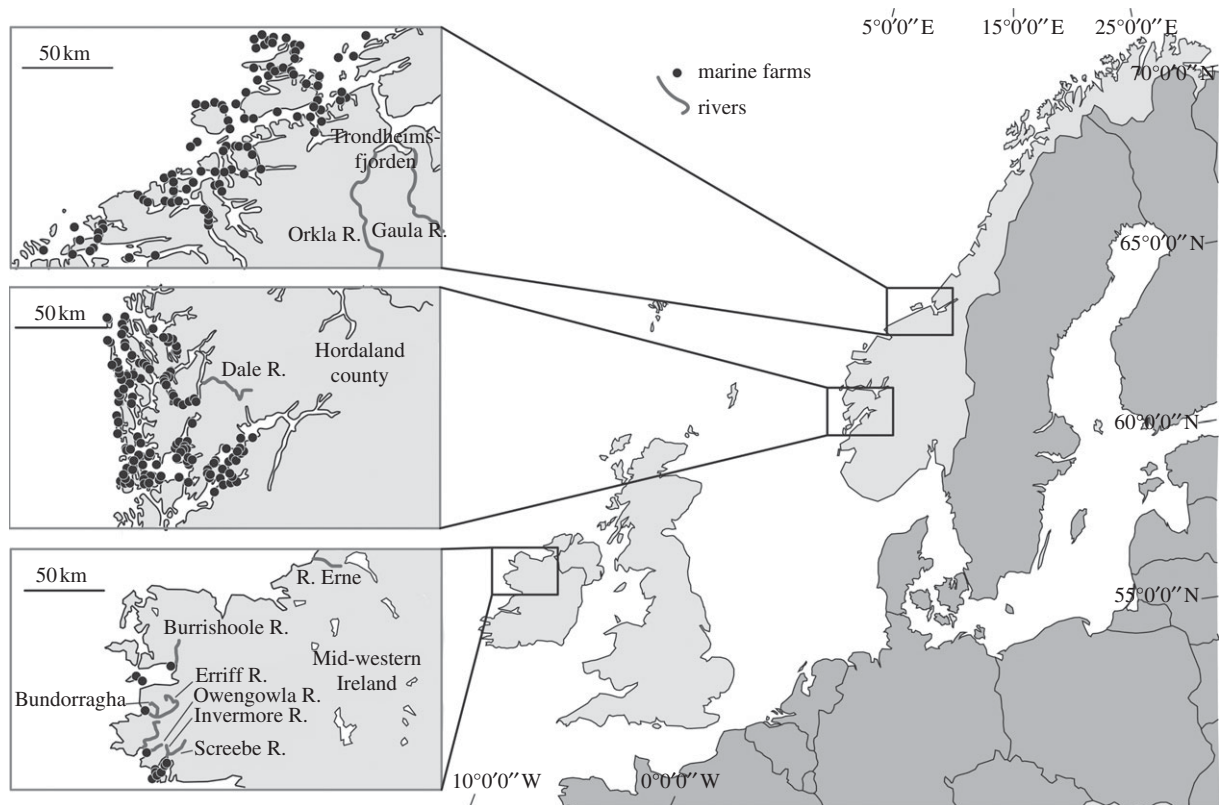 5°0′0″ E 15°0′0″ E 25°0′0″ E
70°0′0″ N
65°0′0″ N
60°0′0″ N
55°0′0″ N
10°0′0″ W 0°0′0″ W
marine farms
rivers
50 km
Trondheims-
fjorden
Orkla R. Gaula R.
50 km
Hordaland
county
Dale R.
50 km
R. Erne
Burrishoole R.
Mid-western
Ireland
Erriff R.
Bundorragha
Owengowla R.
Invermore R.
Screebe R.